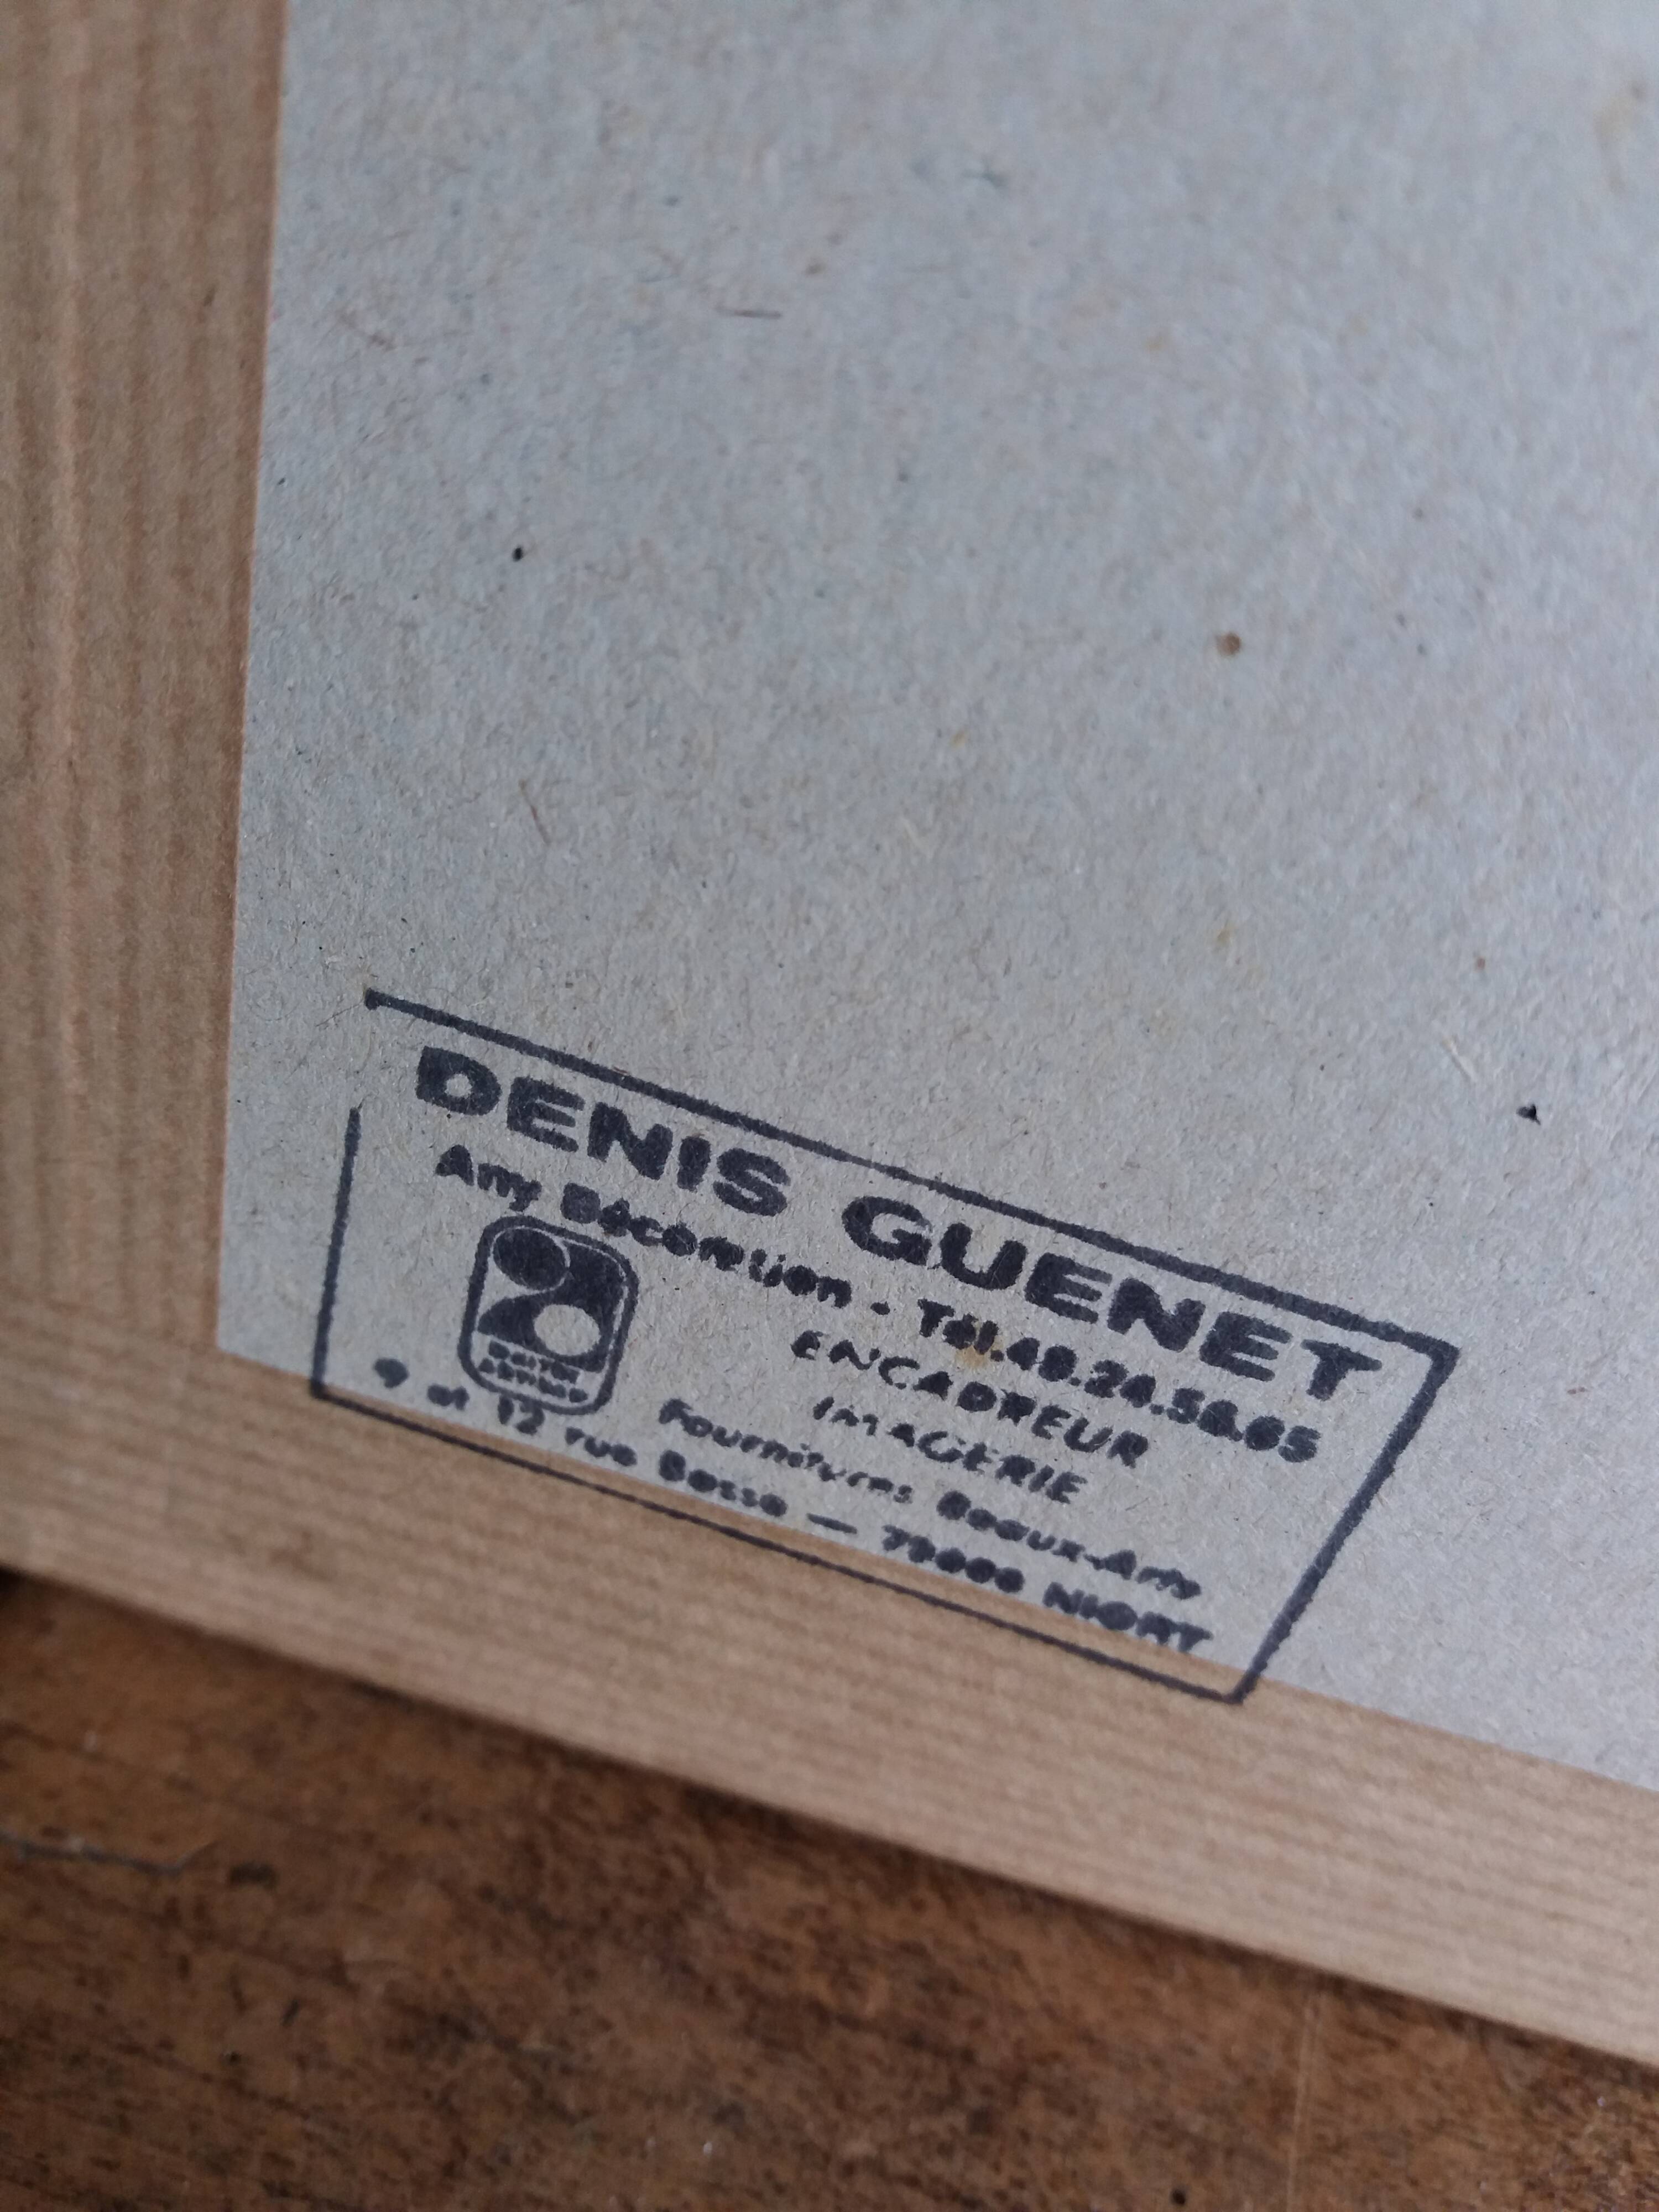 DENIS GUENET
Any Décoration - Tél.49.24.58.65
ENCADREUR
IMAGERIE
Fournitures Beaux-Arts
9 et 12 rue Basse — 79000 NIORT